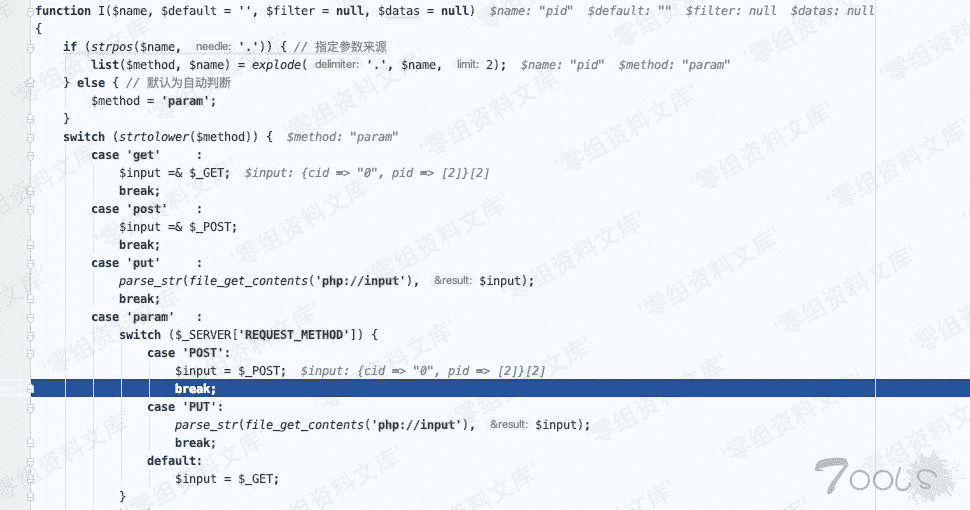 function I($name, $default = '', $filter = null, $datas = null)  $name: "pid"  $default: ""  $filter: null  $datas: null
{
if (strpos($name, needle: '.')) { // 指定参数来源
list($method, $name) = explode( delimiter: '.', $name, limit: 2);  $name: "pid"  $method: "param"
} else { // 默认为自动判断
$method = 'param';
}
switch (strtolower($method)) {  $method: "param"
case 'get'     :
$input =& $_GET;  $input: {cid => "0", pid => [2]}[2]
break;
case 'post'    :
$input =& $_POST;
break;
case 'put'     :
parse_str(file_get_contents('php://input'), &result: $input);
break;
case 'param'   :
switch ($_SERVER['REQUEST_METHOD']) {
case 'POST':
$input = $_POST;  $input: {cid => "0", pid => [2]}[2]
break;
case 'PUT':
parse_str(file_get_contents('php://input'), &result: $input);
break;
default:
$input = $_GET;
}
'零组资料文库'
7ooLS